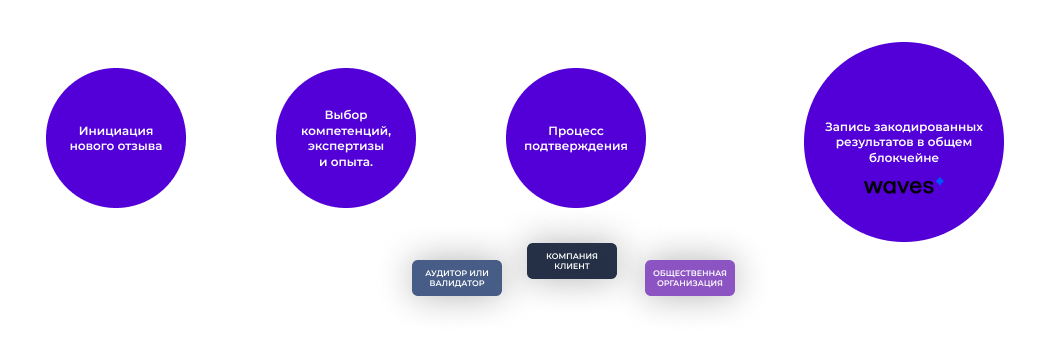 Инициация
нового отзыва
Выбор
компетенций,
экспертизы
и опыта.
Процесс
подтверждения
Запись закодированных
результатов в общем
блокчейне
waves
АУДИТОР ИЛИ
ВАЛИДАТОР
КОМПАНИЯ
КЛИЕНТ
ОБЩЕСТВЕННАЯ
ОРГАНИЗАЦИЯ